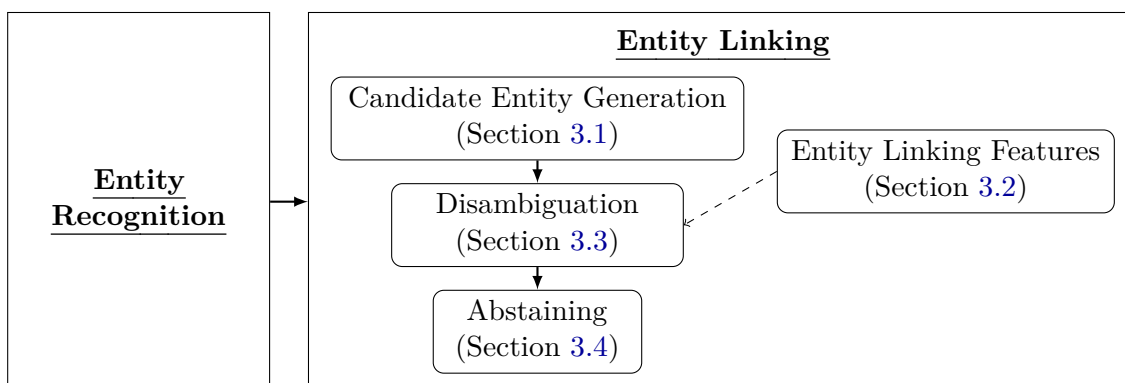 Entity
Recognition
Entity Linking
Candidate Entity Generation
(Section 3.1)
Entity Linking Features
(Section 3.2)
Disambiguation
(Section 3.3)
Abstaining
(Section 3.4)